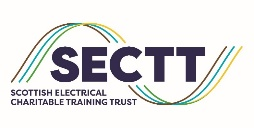 SECTT
SCOTTISH ELECTRICAL
CHARITABLE TRAINING TRUST